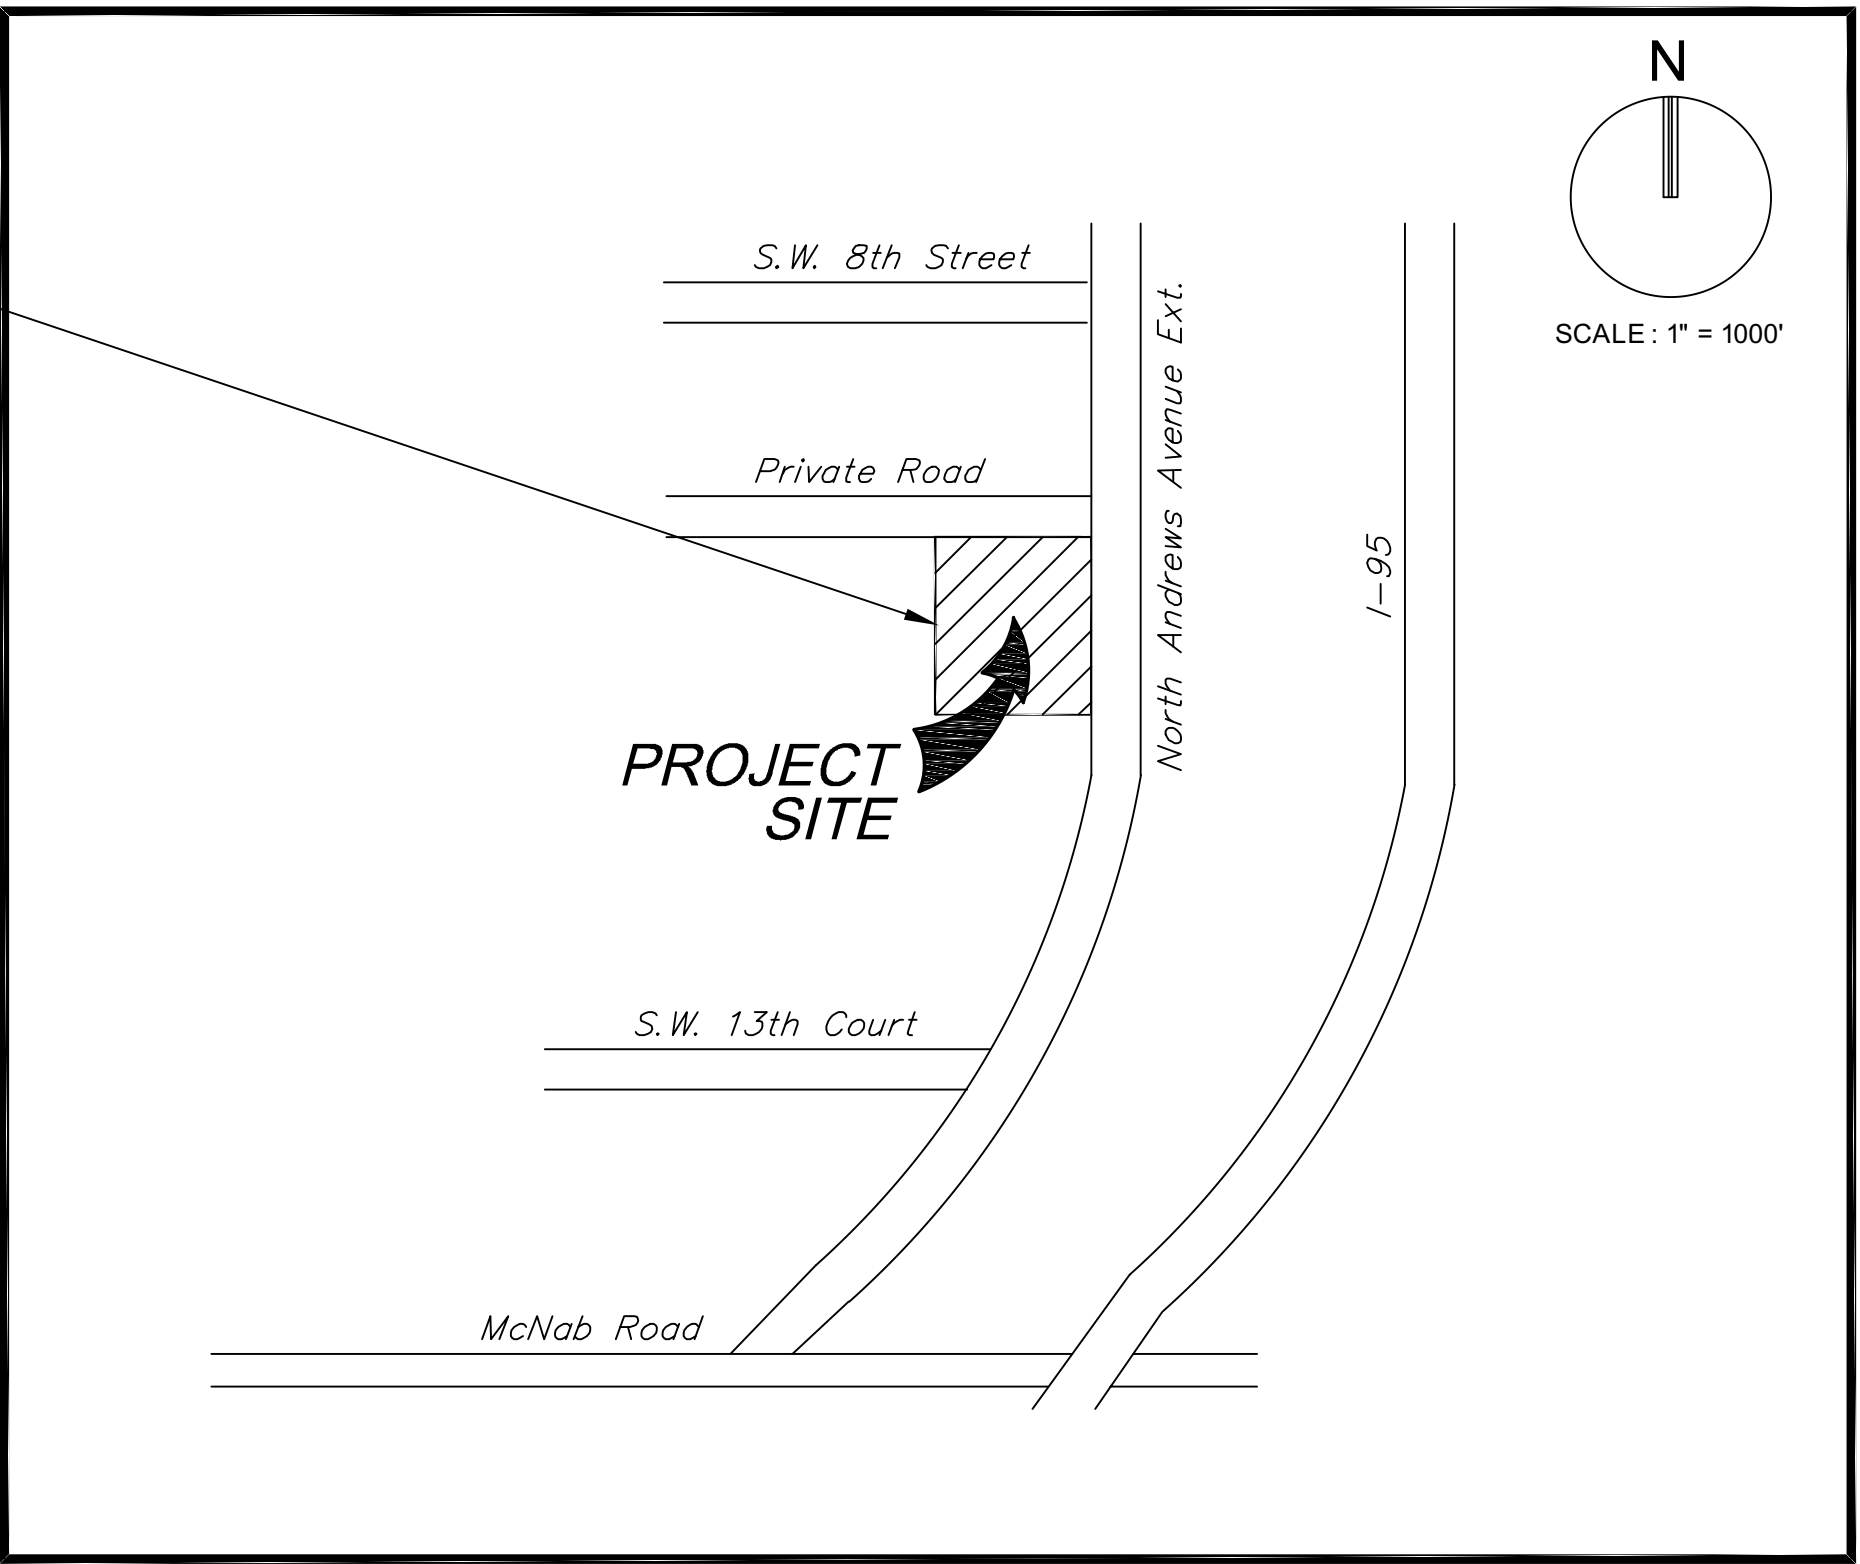 N
SCALE : 1" = 1000'
S.W. 8th Street
North Andrews Avenue Ext.
Private Road
I-95
PROJECT
SITE
S.W. 13th Court
McNab Road